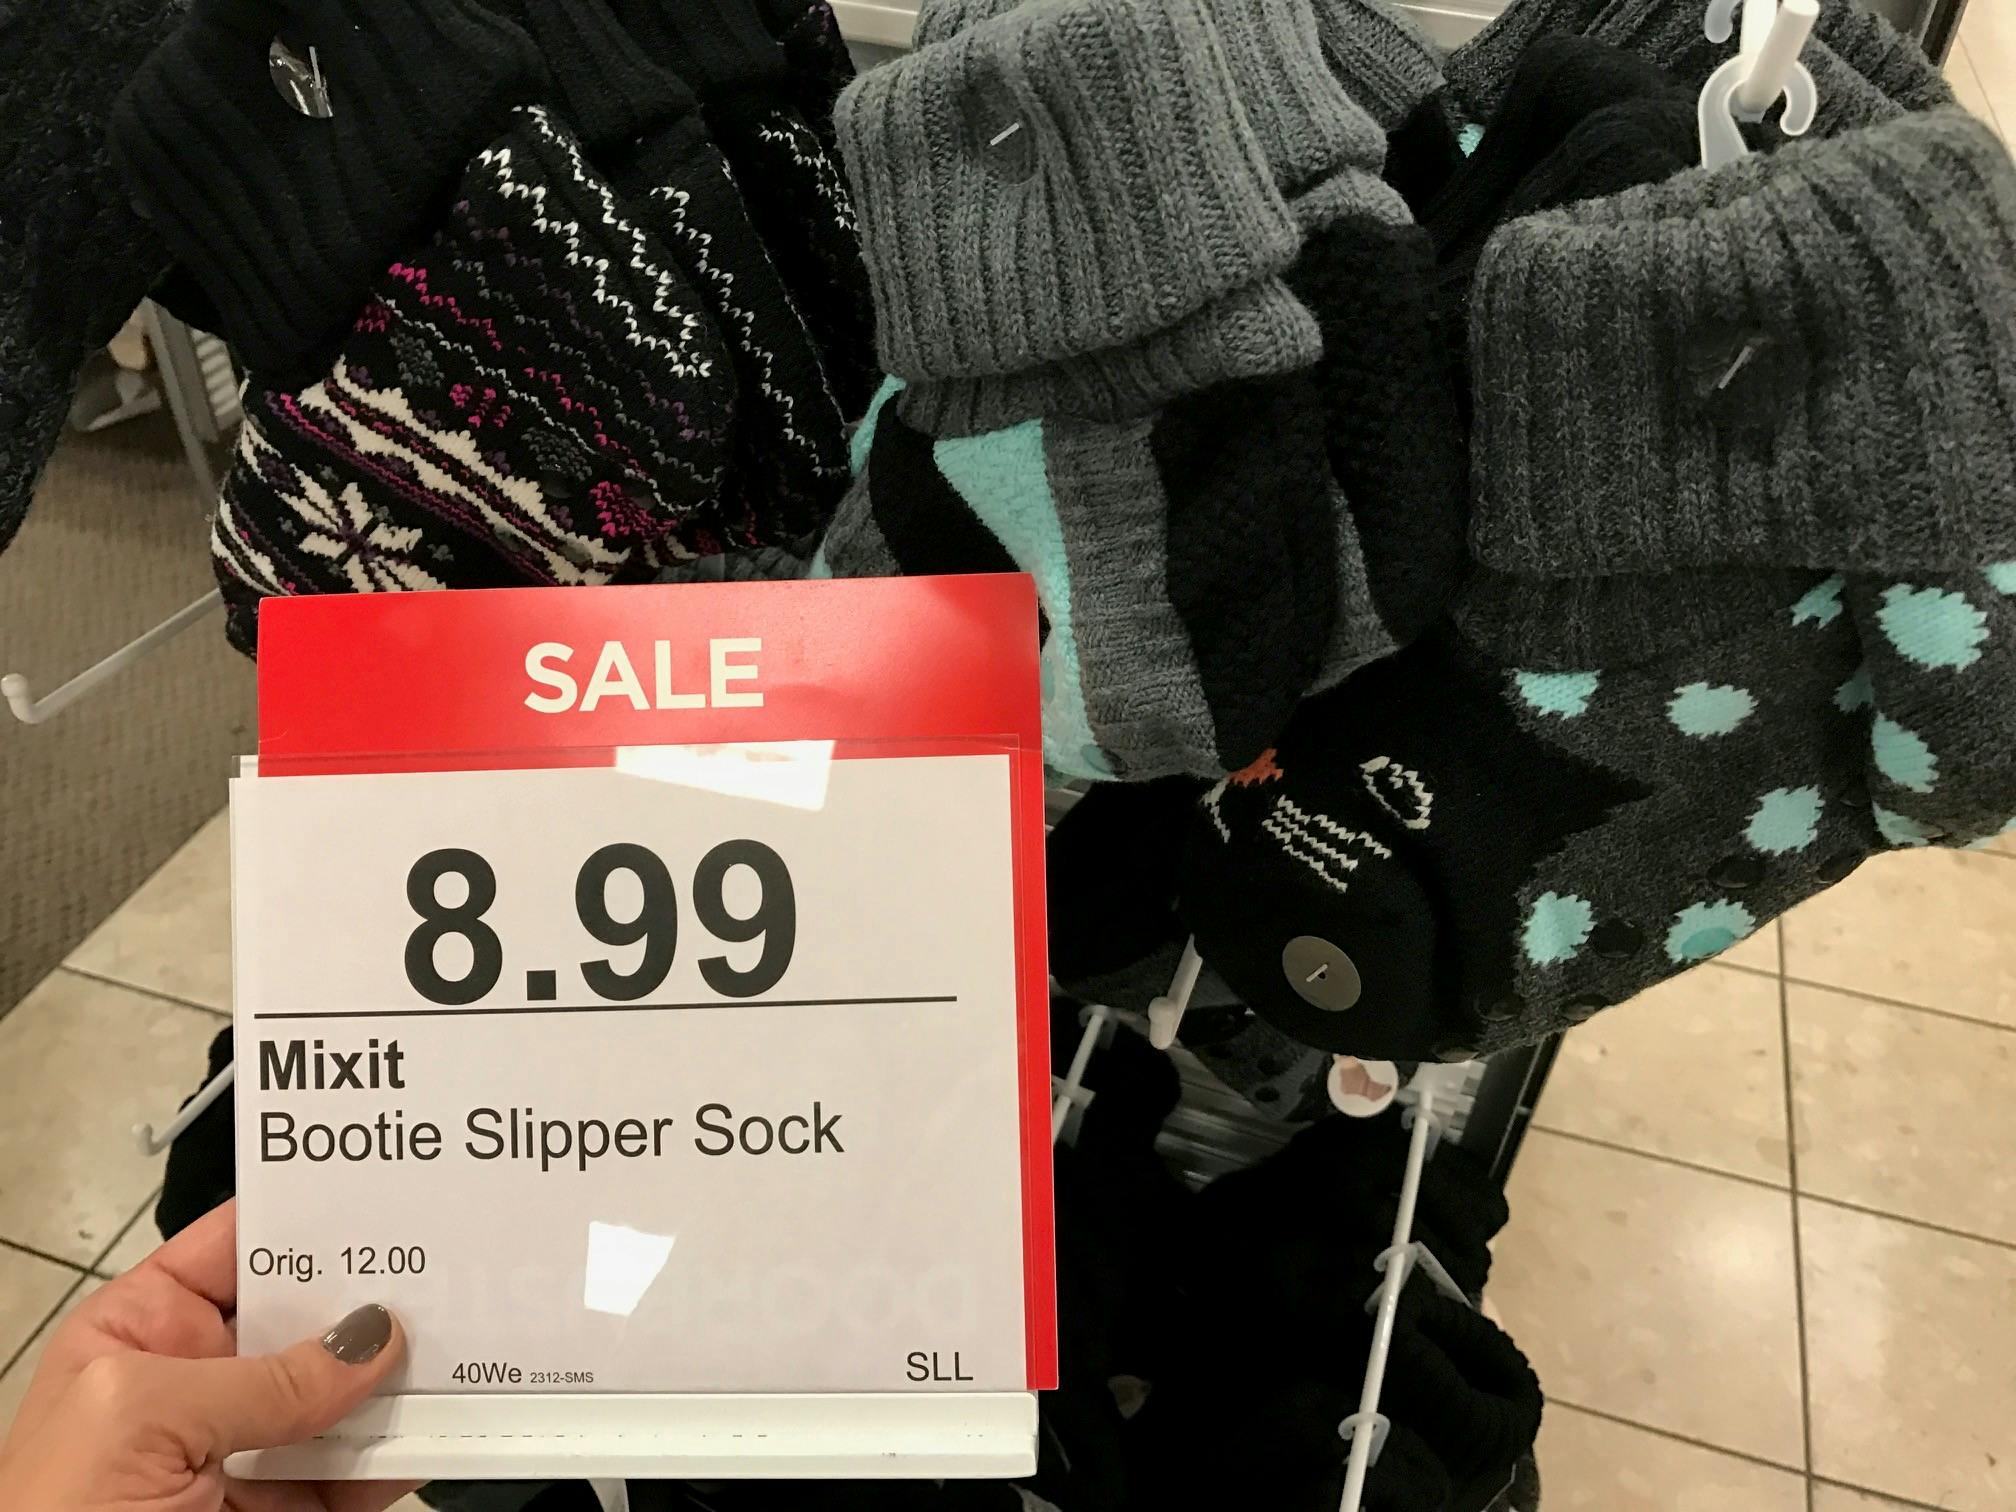 SALE
8.99
Mixit
Bootie Slipper Sock
Orig. 12.00
40We 2312-SMS
SLL